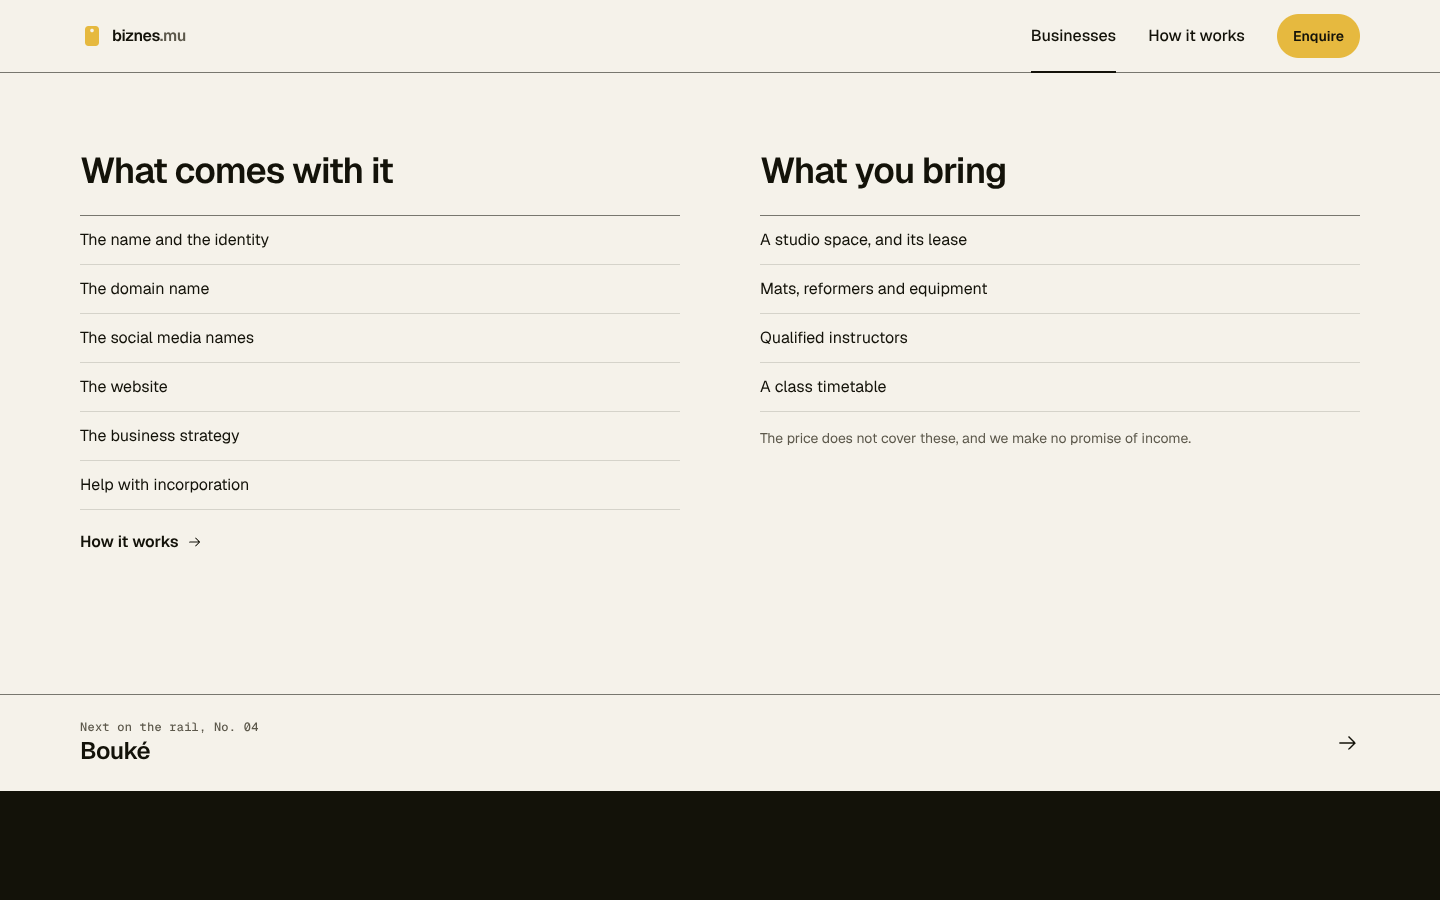 biznes.mu
Businesses
How it works
Enquire
What comes with it
The name and the identity
The domain name
The social media names
The website
The business strategy
Help with incorporation
How it works
What you bring
A studio space, and its lease
Mats, reformers and equipment
Qualified instructors
A class timetable
The price does not cover these, and we make no promise of income.
Next on the rail, No. 04
Bouké